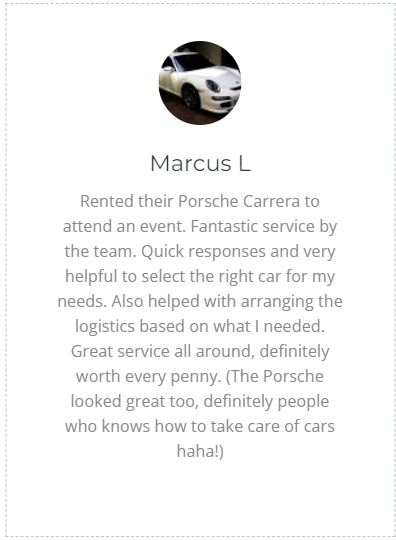 Marcus L
Rented their Porsche Carrera to
attend an event. Fantastic service by
the team. Quick responses and very
helpful to select the right car for my
needs. Also helped with arranging the
logistics based on what I needed.
Great service all around, definitely
worth every penny. (The Porsche
looked great too, definitely people
who knows how to take care of cars
haha!)